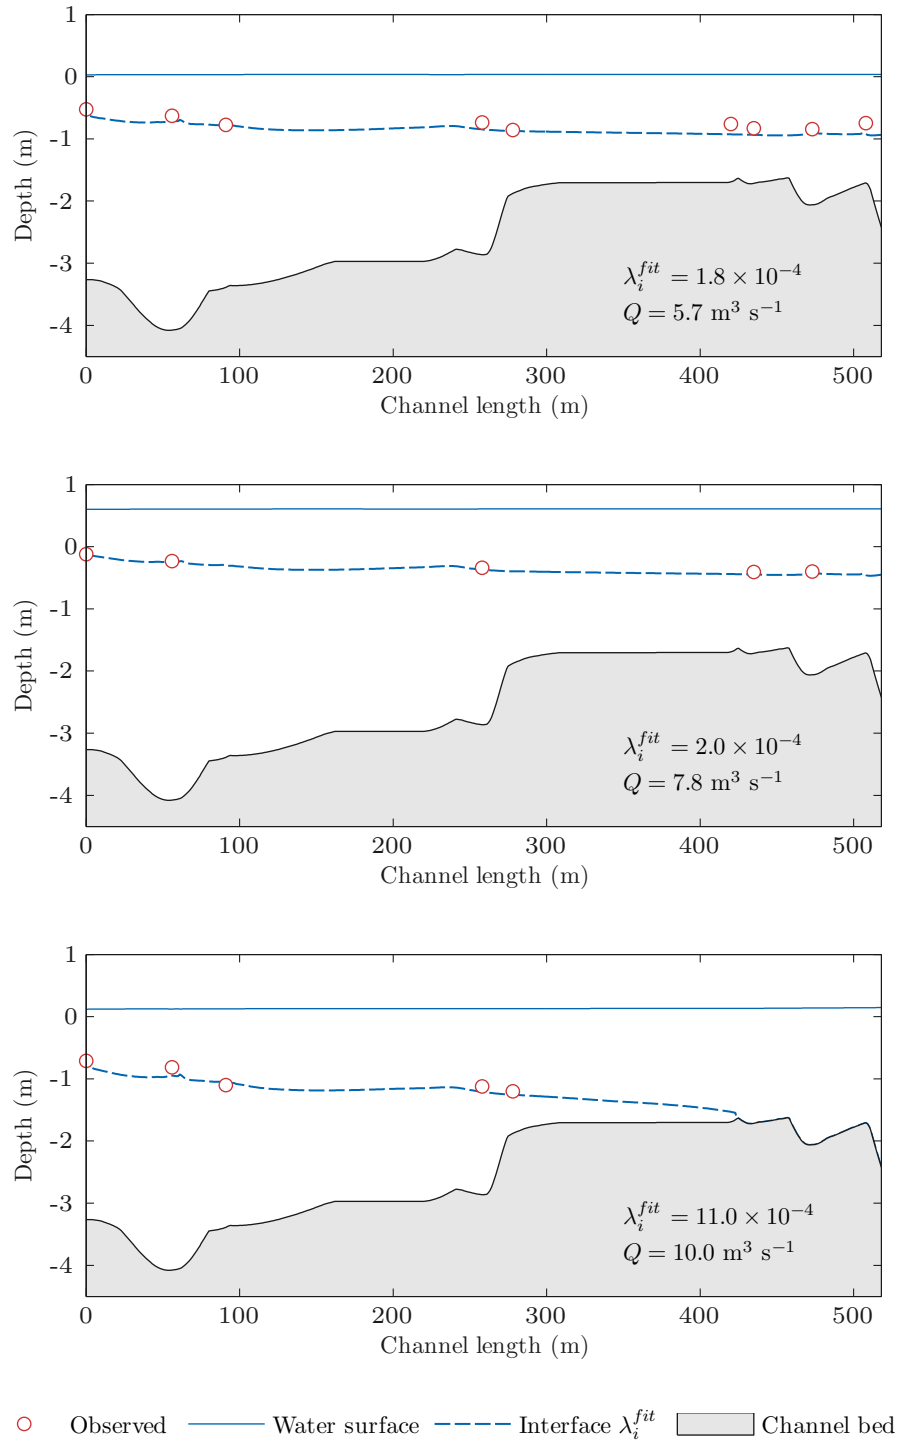 1
0
-1
-2
-3
-4
Depth (m)
λ_i^{fit} = 1.8 × 10^{−4}
Q = 5.7 m³ s^{−1}
0 100 200 300 400 500
Channel length (m)
1
0
-1
-2
-3
-4
Depth (m)
λ_i^{fit} = 2.0 × 10^{−4}
Q = 7.8 m³ s^{−1}
0 100 200 300 400 500
Channel length (m)
1
0
-1
-2
-3
-4
Depth (m)
λ_i^{fit} = 11.0 × 10^{−4}
Q = 10.0 m³ s^{−1}
0 100 200 300 400 500
Channel length (m)
Observed Water surface Interface λ_i^{fit} Channel bed